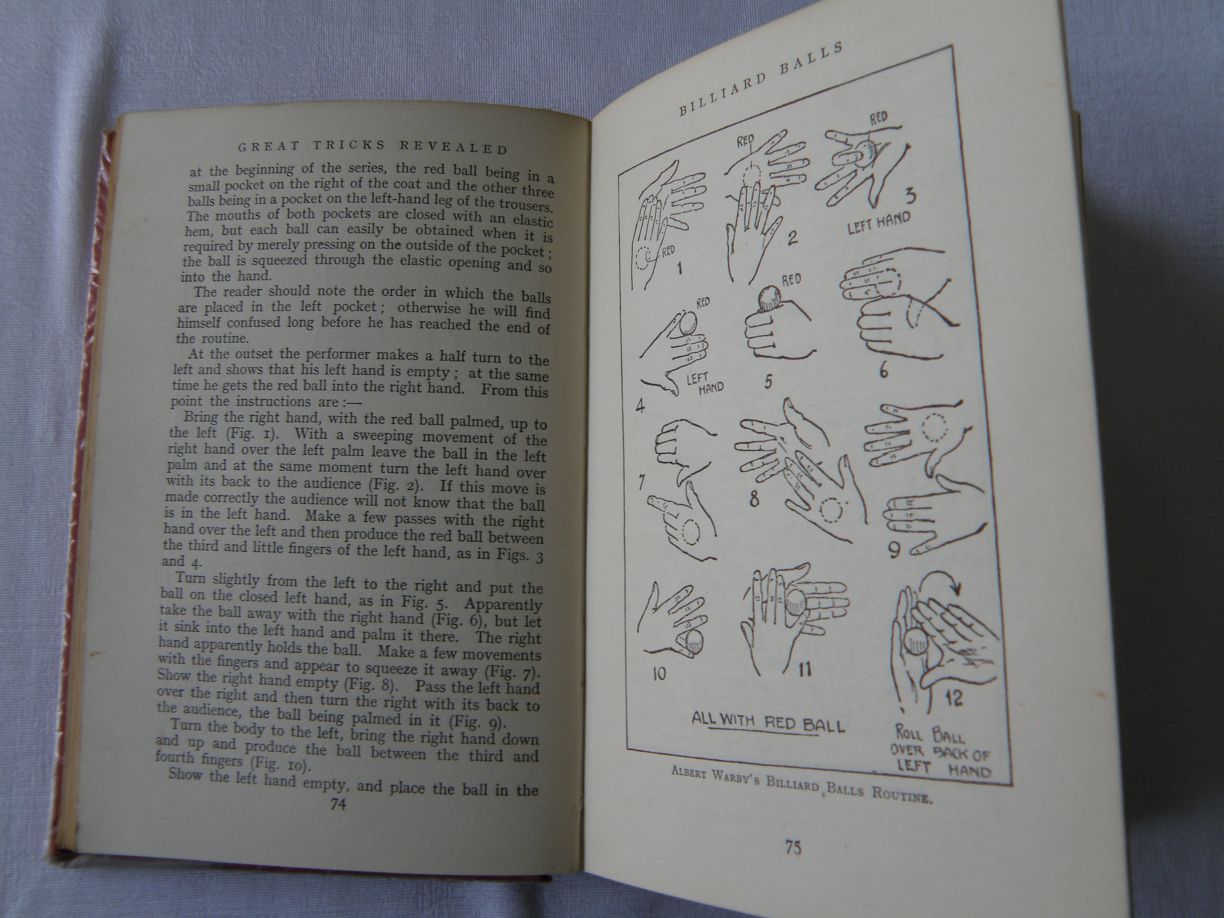 GREAT TRICKS REVEALED
at the beginning of the series, the red ball being in a
small pocket on the right of the coat and the other three
balls being in a pocket on the left-hand leg of the trousers.
The mouths of both pockets are closed with an elastic
hem, but each ball can easily be obtained when it is
required by merely pressing on the outside of the pocket ;
the ball is squeezed through the elastic opening and so
into the hand.
The reader should note the order in which the balls
are placed in the left pocket ; otherwise he will find
himself confused long before he has reached the end of
the routine.
At the outset the performer makes a half turn to the
left and shows that his left hand is empty ; at the same
time he gets the red ball into the right hand. From this
point the instructions are :—
Bring the right hand, with the red ball palmed, up to
the left (Fig. 1). With a sweeping movement of the
right hand over the left palm leave the ball in the left
palm and at the same moment turn the left hand over
with its back to the audience (Fig. 2). If this move is
made correctly the audience will not know that the ball
is in the left hand. Make a few passes with the right
hand over the left and then produce the red ball between
the third and little fingers of the left hand, as in Figs. 3
and 4.
Turn slightly from the left to the right and put the
ball on the closed left hand, as in Fig. 5. Apparently
take the ball away with the right hand (Fig. 6), but let
it sink into the left hand and palm it there. The right
hand apparently holds the ball. Make a few movements
with the fingers and appear to squeeze it away (Fig. 7).
Show the right hand empty (Fig. 8). Pass the left hand
over the right and then turn the right with its back to
the audience, the ball being palmed in it (Fig. 9).
Turn the body to the left, bring the right hand down
and up and produce the ball between the third and
fourth fingers (Fig. 10).
Show the left hand empty, and place the ball in the
74
BILLIARD BALLS
RED
1
RED
2
RED
3
LEFT HAND
RED
LEFT
HAND
4
RED
5
6
7
8
9
10
11
12
ALL WITH RED BALL
ROLL BALL
OVER BACK OF
LEFT HAND
ALBERT WARBY'S BILLIARD BALLS ROUTINE.
75